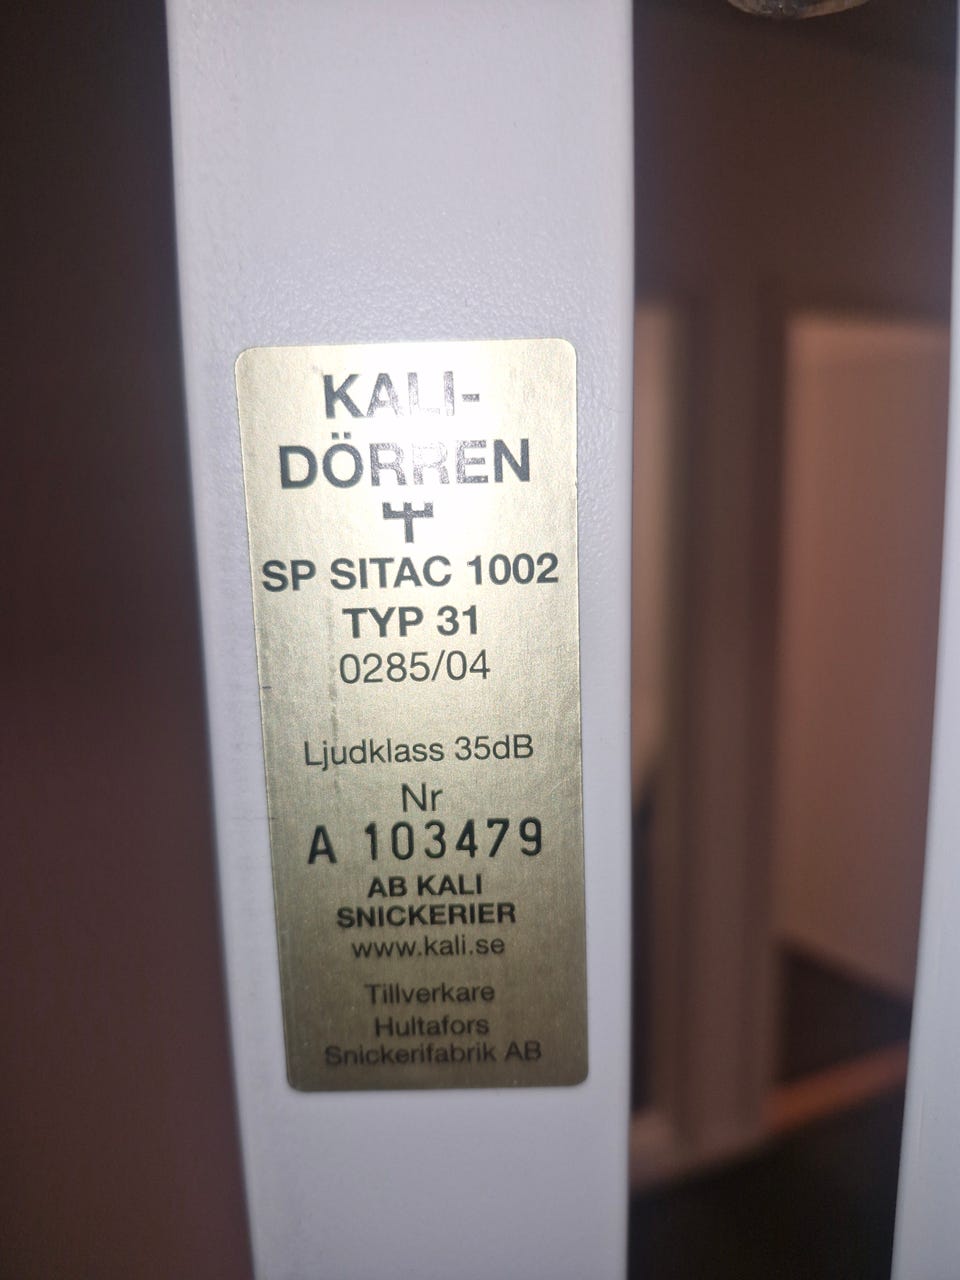 KALI-
DÖRREN
SP SITAC 1002
TYP 31
0285/04
Ljudklass 35dB
Nr
A 103479
AB KALI
SNICKERIER
www.kali.se
Tillverkare
Hultafors
Snickerifabrik AB